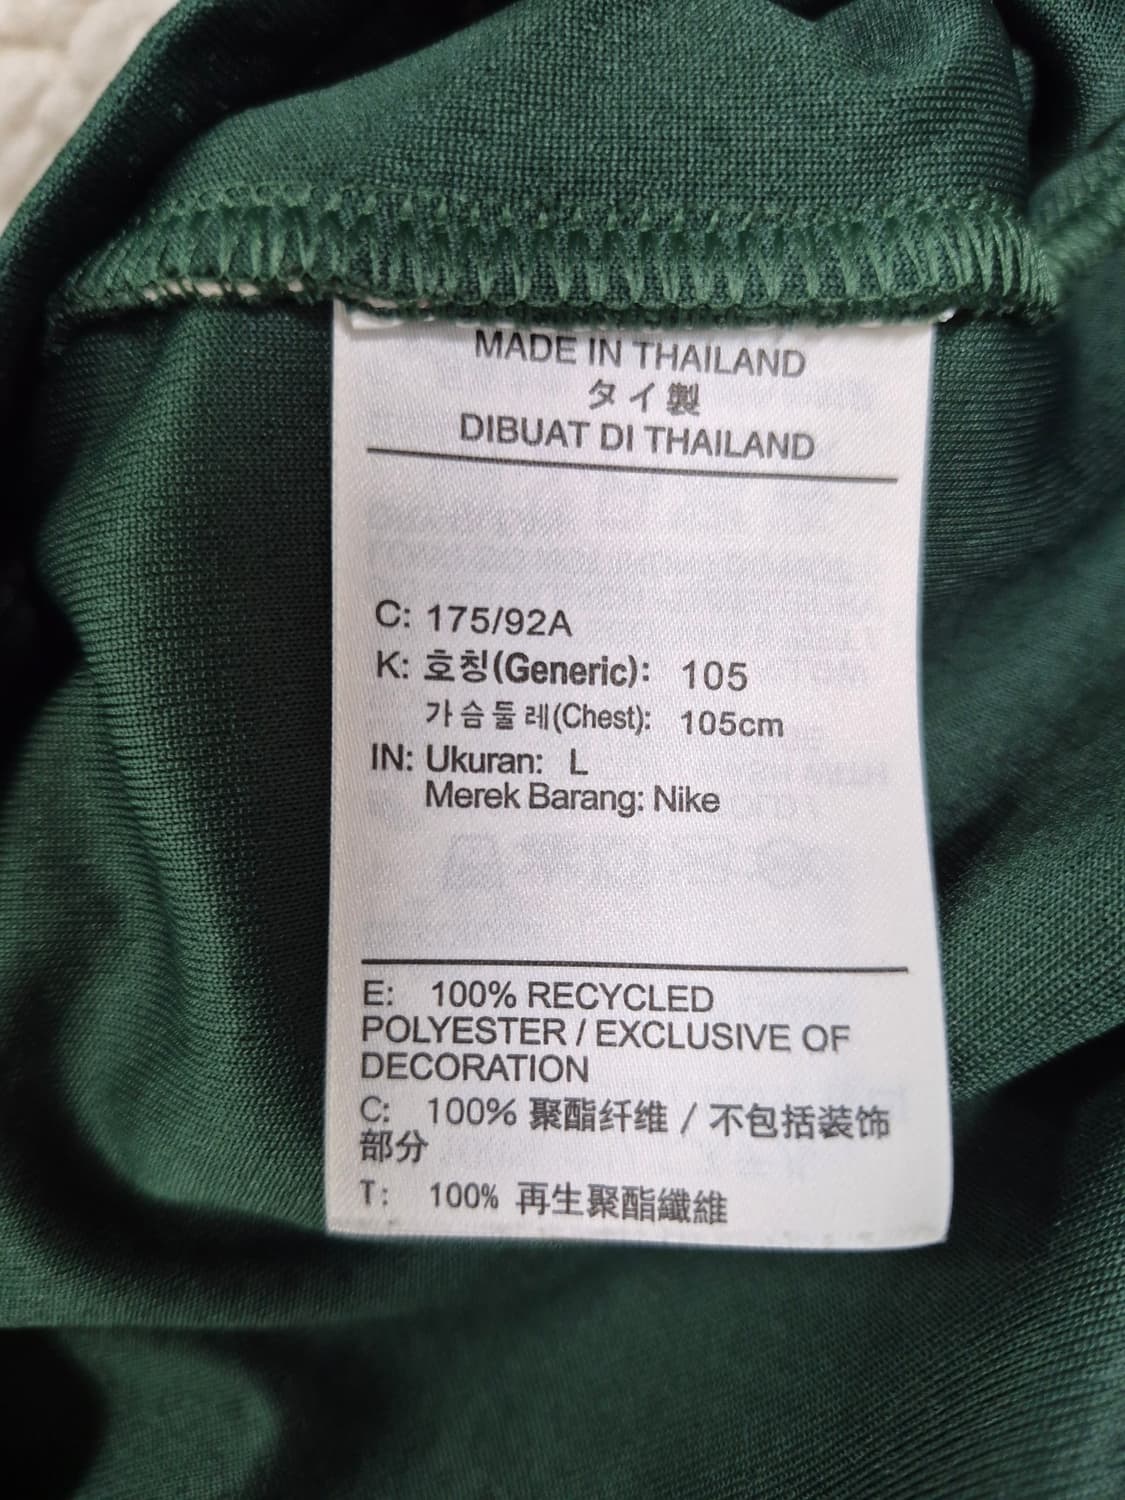 MADE IN THAILAND
タイ製
DIBUAT DI THAILAND
C: 175/92A
K: 호칭(Generic): 105
가슴둘레(Chest): 105cm
IN: Ukuran: L
Merek Barang: Nike
E: 100% RECYCLED
POLYESTER / EXCLUSIVE OF
DECORATION
C: 100% 聚酯纤维 / 不包括装饰
部分
T: 100% 再生聚酯纖維